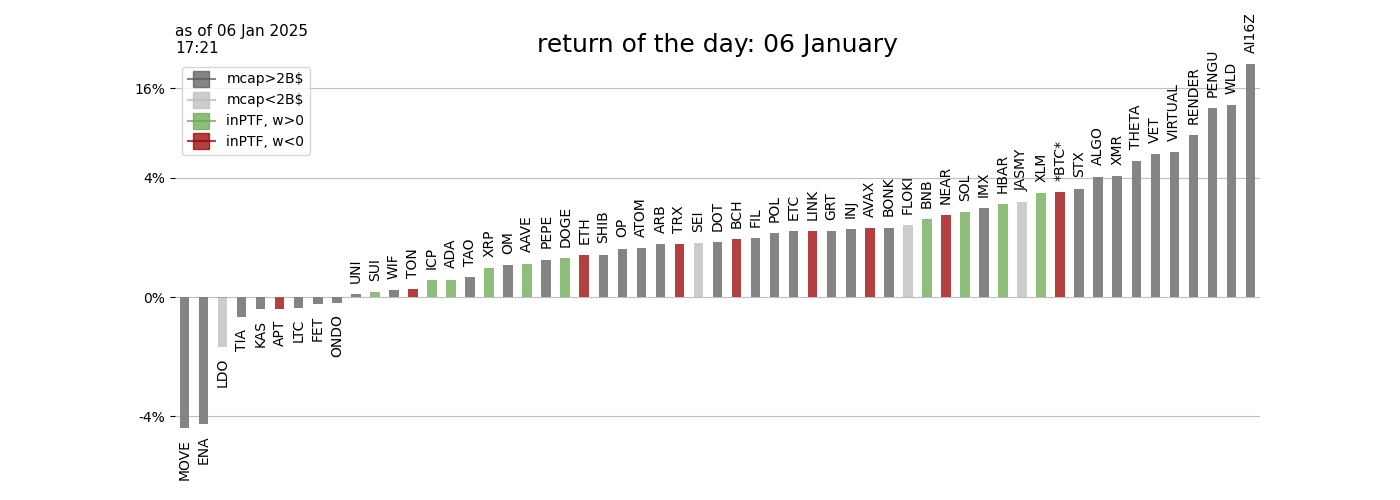 as of 06 Jan 2025
17:21
return of the day: 06 January
mcap>2B$
mcap<2B$
inPTF, w>0
inPTF, w<0
16%
4%
0%
-4%
MOVE
ENA
LDO
TIA
KAS
APT
LTC
FET
ONDO
UNI
SUI
WIF
TON
ICP
ADA
TAO
XRP
OM
AAVE
PEPE
DOGE
ETH
SHIB
OP
ATOM
ARB
TRX
SEI
DOT
BCH
FIL
POL
ETC
LINK
GRT
INJ
AVAX
BONK
FLOKI
BNB
NEAR
SOL
IMX
HBAR
JASMY
XLM
*BTC*
STX
ALGO
XMR
THETA
VET
VIRTUAL
RENDER
PENGU
WLD
AI16Z